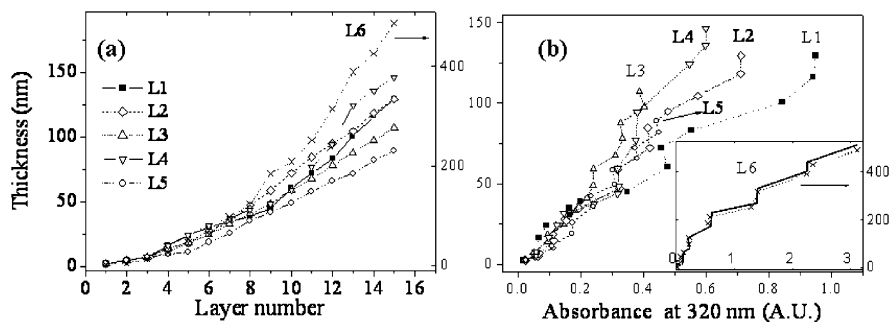 (a)
L6
L1
L2
L3
L4
L5
Thickness (nm)
150
125
100
75
50
25
0
400
200
0
0 2 4 6 8 10 12 14 16
Layer number
(b)
L4 L2 L1
L3
L5
150
100
50
0
L6
400
200
0
0 1 2 3
0.0 0.2 0.4 0.6 0.8 1.0
Absorbance at 320 nm (A.U.)